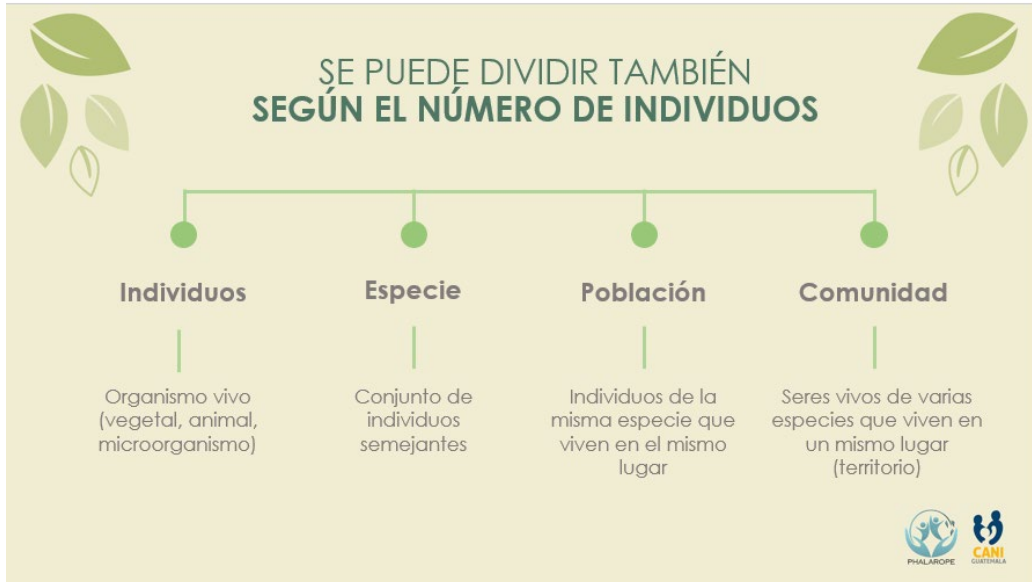 SE PUEDE DIVIDIR TAMBIÉN
SEGÚN EL NÚMERO DE INDIVIDUOS
Individuos
Organismo vivo
(vegetal, animal,
microorganismo)
Especie
Conjunto de
individuos
semejantes
Población
Individuos de la
misma especie que
viven en el mismo
lugar
Comunidad
Seres vivos de varias
especies que viven en
un mismo lugar
(territorio)
PHALAROPE
CANI
GUATEMALA